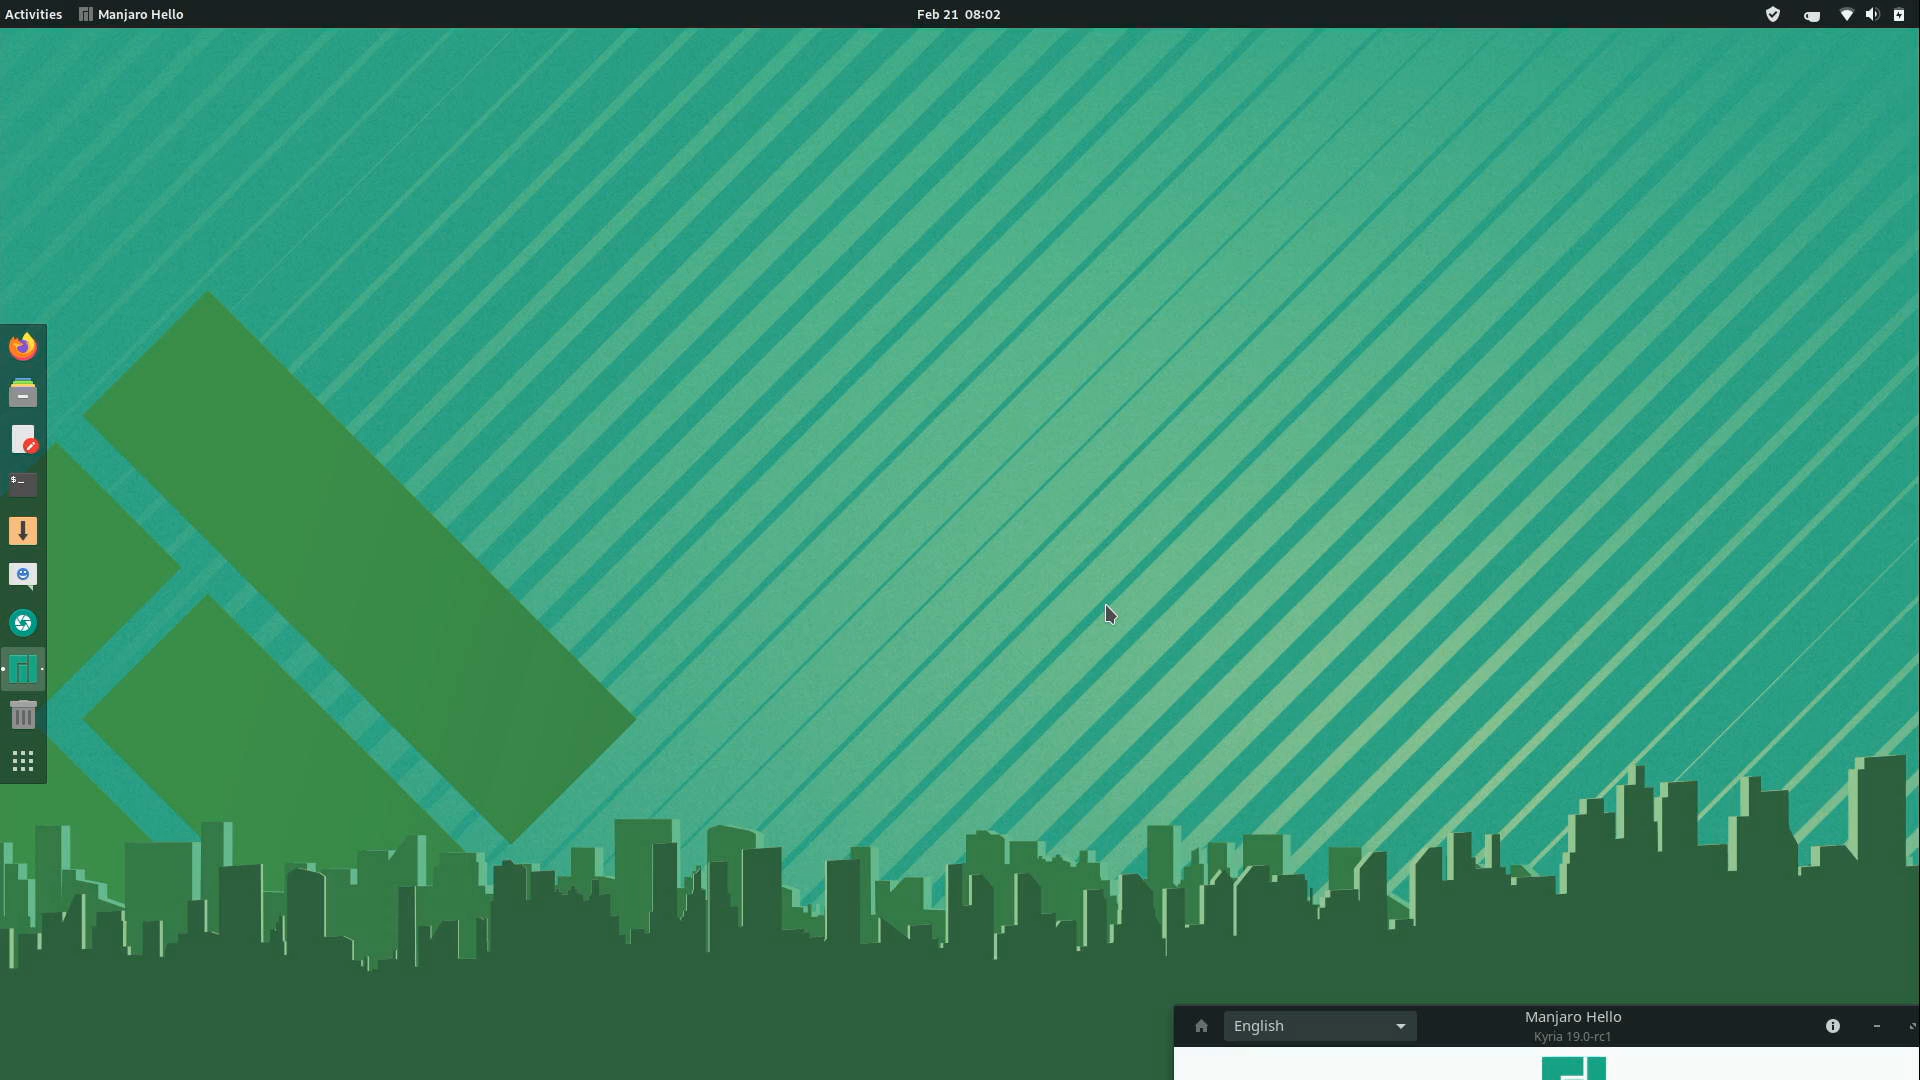 Activities Manjaro Hello Feb 21 08:02
$_
English Manjaro Hello
Kyria 19.0-rc1